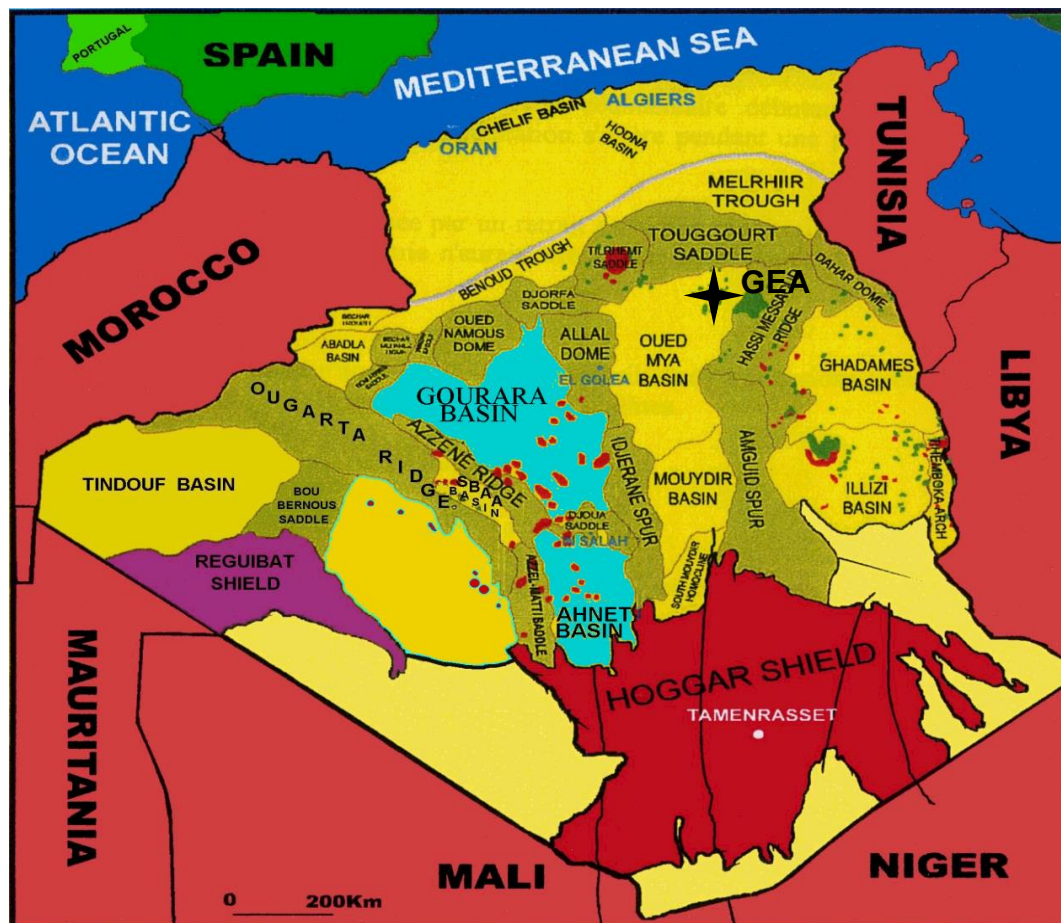 PORTUGAL
SPAIN
MEDITERRANEAN SEA
ATLANTIC
OCEAN
ALGIERS
CHELIF BASIN
HODNA
BASIN
ORAN
TUNISIA
MELRHIIR
TROUGH
MOROCCO
TOUGGOURT
SADDLE
TILRHEMT
SADDLE
BENOUD TROUGH
DAHAR DOME
GEA
DJORFA
SADDLE
HASSI MESSAOUD
RIDGE
OUED
NAMOUS
DOME
ALLAL
DOME
OUED
MYA
BASIN
ABADLA
BASIN
GHADAMES
BASIN
LIBYA
EL GOLEA
GOURARA
BASIN
OUGARTA RIDGE
AZZENE RIDGE
SBAA
BASIN
IDJERANE SPUR
AMGUID SPUR
MOUYDIR
BASIN
TINDOUF BASIN
BOU
BERNOUS
SADDLE
ILLIZI
BASIN
DJOUA
SADDLE
SALAH
REGUIBAT
SHIELD
AHNET
BASIN
SOUTH MOUYDIR
HOMOCLINE
HOGGAR SHIELD
TAMENRASSET
MAURITANIA
MALI
NIGER
0 200Km